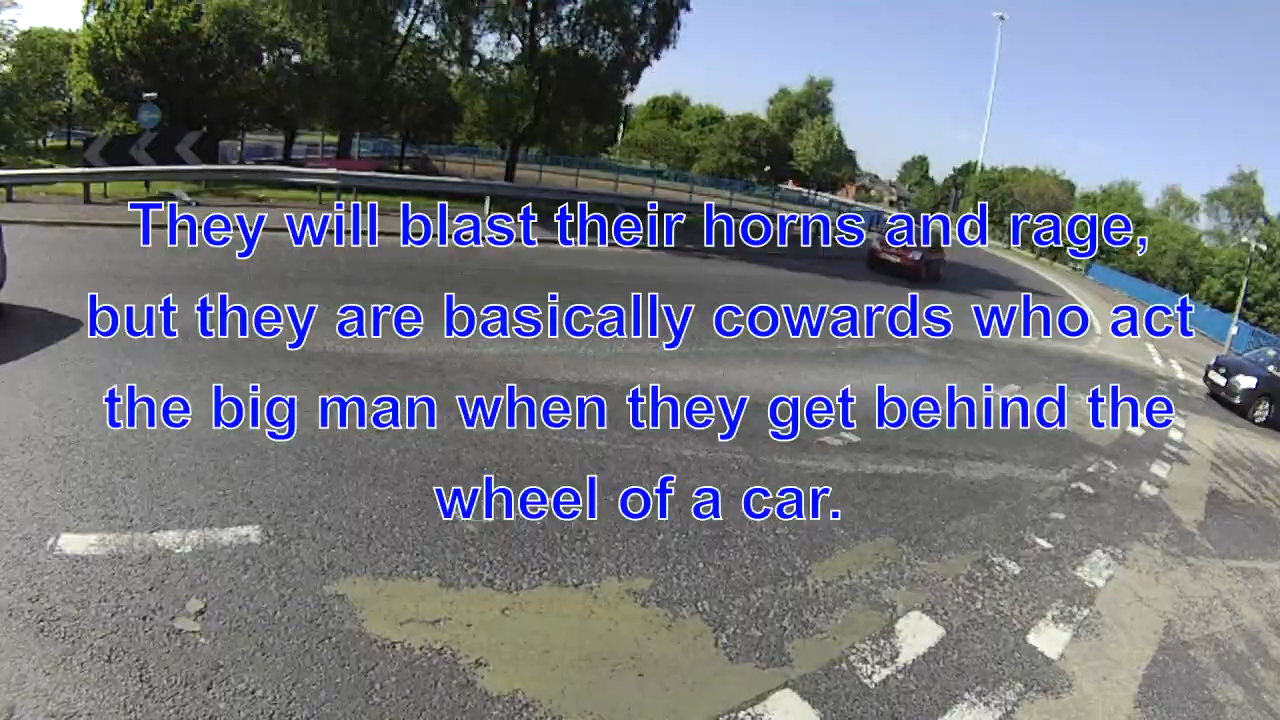 They will blast their horns and rage,
but they are basically cowards who act
the big man when they get behind the
wheel of a car.